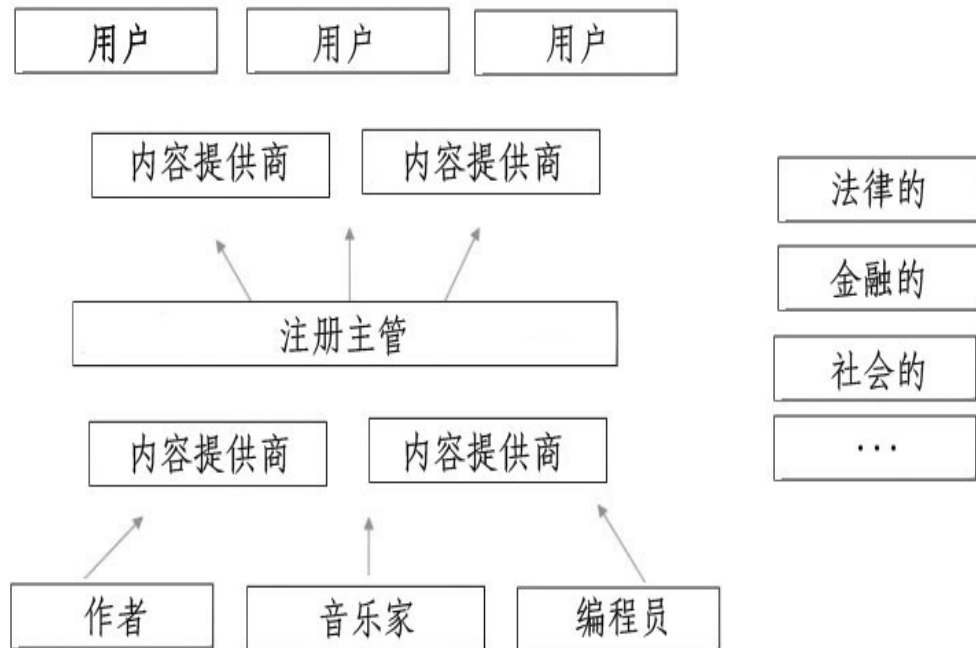 用户
用户
用户
内容提供商
内容提供商
法律的
金融的
注册主管
社会的
内容提供商
内容提供商
...
作者
音乐家
编程员